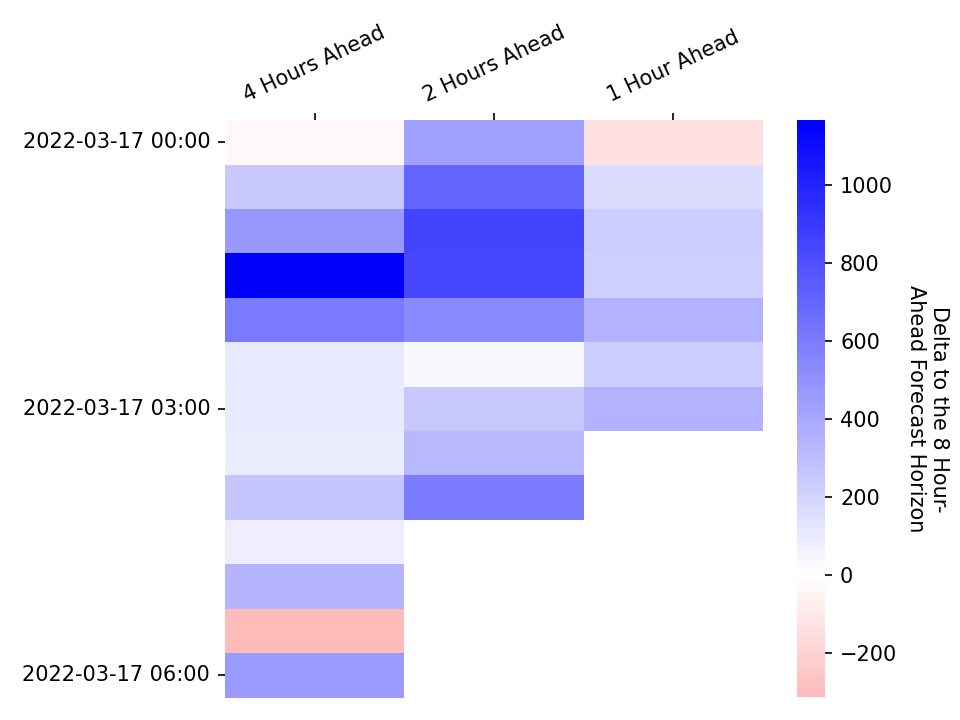 4 Hours Ahead
2 Hours Ahead
1 Hour Ahead
2022-03-17 00:00
2022-03-17 03:00
2022-03-17 06:00
1000
800
600
400
200
0
−200
Delta to the 8 Hour-
Ahead Forecast Horizon